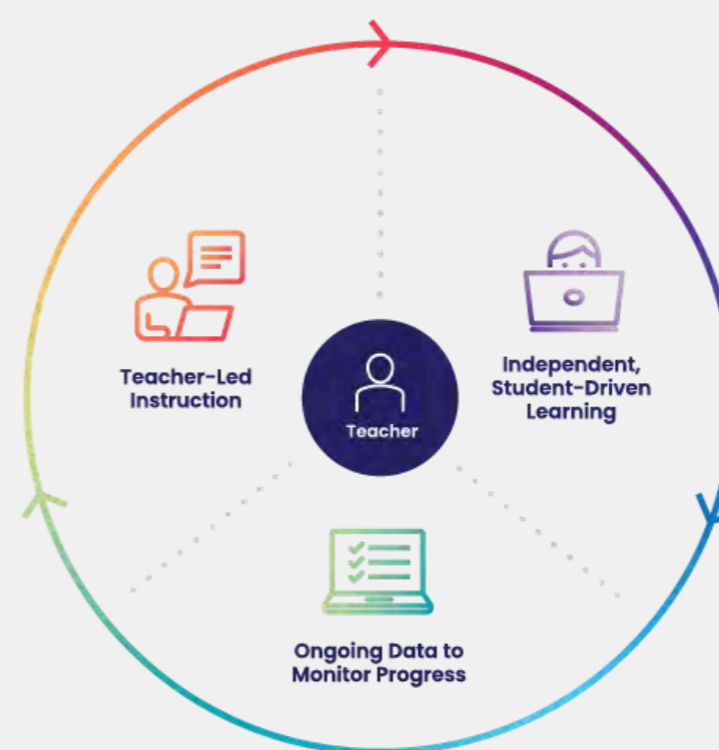 Teacher-Led
Instruction
Independent,
Student-Driven
Learning
Teacher
Ongoing Data to
Monitor Progress